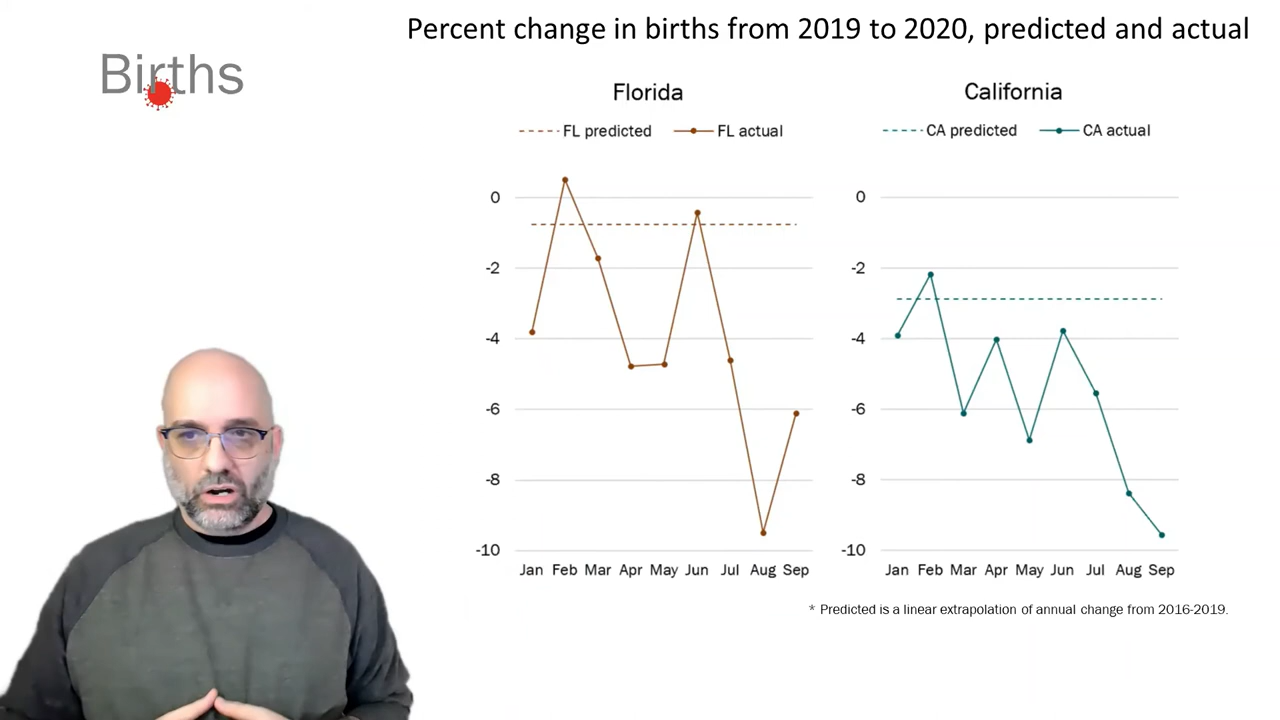 Percent change in births from 2019 to 2020, predicted and actual
Births
Florida
FL predicted FL actual
0
-2
-4
-6
-8
-10
Jan Feb Mar Apr May Jun Jul Aug Sep
California
CA predicted CA actual
0
-2
-4
-6
-8
-10
Jan Feb Mar Apr May Jun Jul Aug Sep
* Predicted is a linear extrapolation of annual change from 2016-2019.